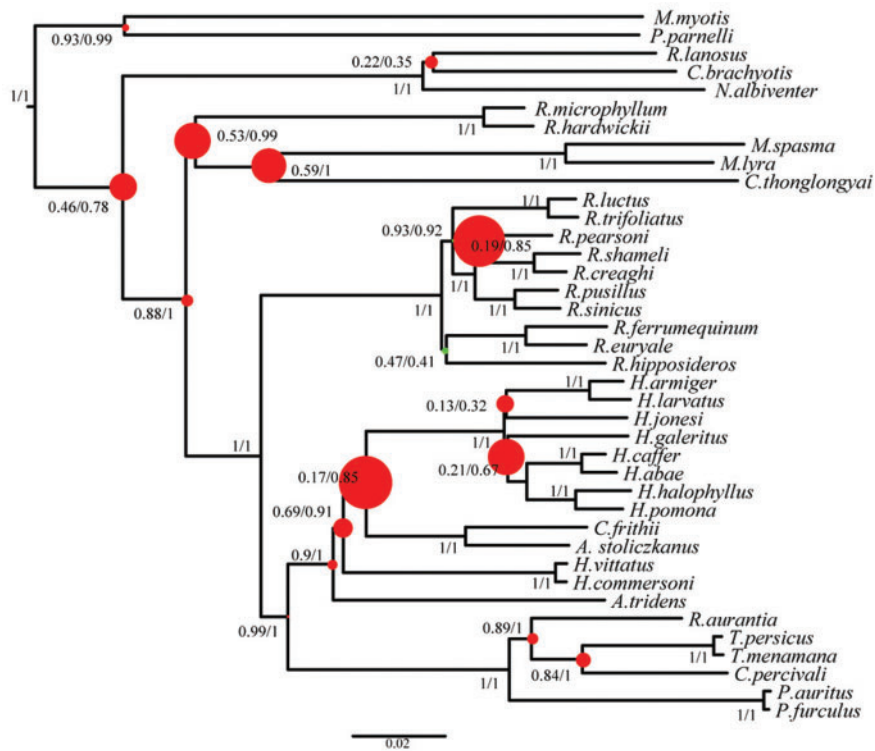 M.myotis
0.93/0.99
P.parnelli
R.lanosus
0.22/0.35
C.brachyotis
1/1
N.albiventer
1/1
R.microphyllum
0.53/0.99
1/1
R.hardwickii
M.spasma
1/1
M.lyra
0.59/1
C.thonglongyai
0.46/0.78
1/1
R.luctus
R.trifoliatus
0.93/0.92
R.pearsoni
0.19/0.85
R.shameli
1/1
R.creaghi
1/1
R.pusillus
0.88/1
1/1
1/1
R.sinicus
R.ferrumequinum
1/1
R.euryale
0.47/0.41
R.hipposideros
1/1
H.armiger
H.larvatus
0.13/0.32
H.jonesi
1/1
1/1
H.galeritus
H.caffer
1/1
0.21/0.67
H.abae
0.17/0.85
H.halophyllus
1/1
H.pomona
0.69/0.91
C.frithii
1/1
A. stoliczkanus
0.9/1
H.vittatus
1/1
H.commersoni
A.tridens
R.aurantia
0.99/1
0.89/1
T.persicus
1/1
T.menamana
0.84/1
C.percivali
1/1
P.auritus
1/1
P.furculus
0.02